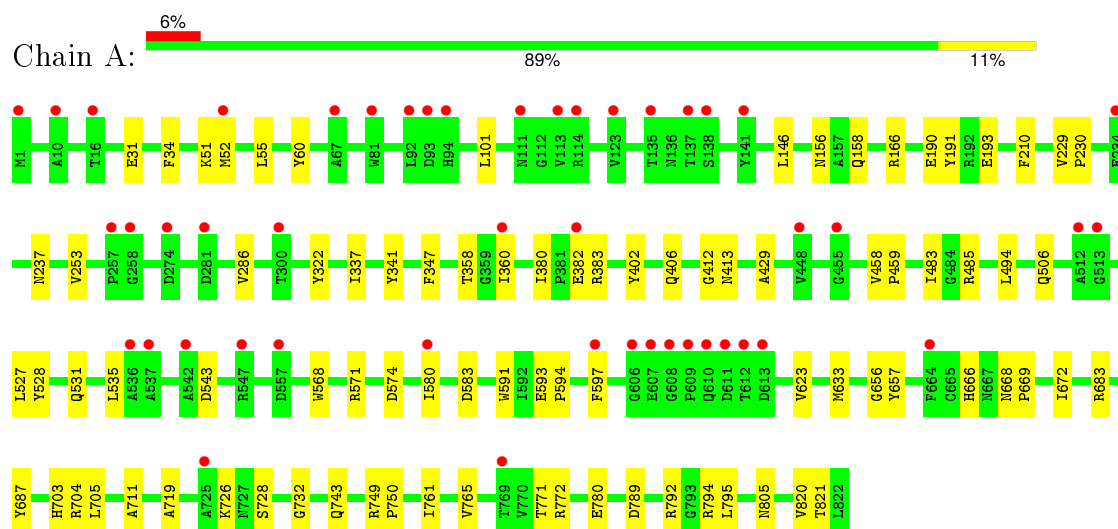 6%
Chain A:
89% 11%
M1 A10 T16 E31 F34 K51 M52 L55 Y60 A67 W81 L92 D93 H94 L101 N111 G112 V113 R114 V123 T135 N136 T137 S138 Y141 L146 N156 A157 Q158 R166 E190 Y191 R192 E193 F210 V229 P230
N237 V253 P257 G258 D274 D281 V286 T300 Y322 I337 Y341 F347 T358 G359 I360 I380 P381 E382 R383 Y402 Q406 G412 N413 A429 V448 G455 V458 P459 I483 G484 R485 L494 Q506 A512 G513
L527 Y528 Q531 L535 A536 A537 A542 D543 R547 D557 W568 R571 D574 I580 D583 W591 I592 E593 P594 F597 G606 E607 G608 P609 Q610 D611 T612 D613 V623 M633 G656 Y657 F664 C665 H666 N667 N668 P669 I672 R683
Y687 H703 R704 L705 A711 A719 A725 K726 N727 S728 G732 Q743 R749 P750 I761 V765 T769 V770 T771 R772 E780 D789 R792 G793 R794 L795 N805 V820 T821 L822